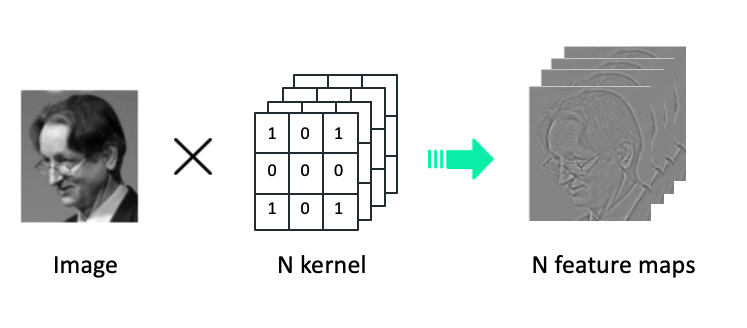 1 0 1
0 0 0
1 0 1
Image
N kernel
N feature maps